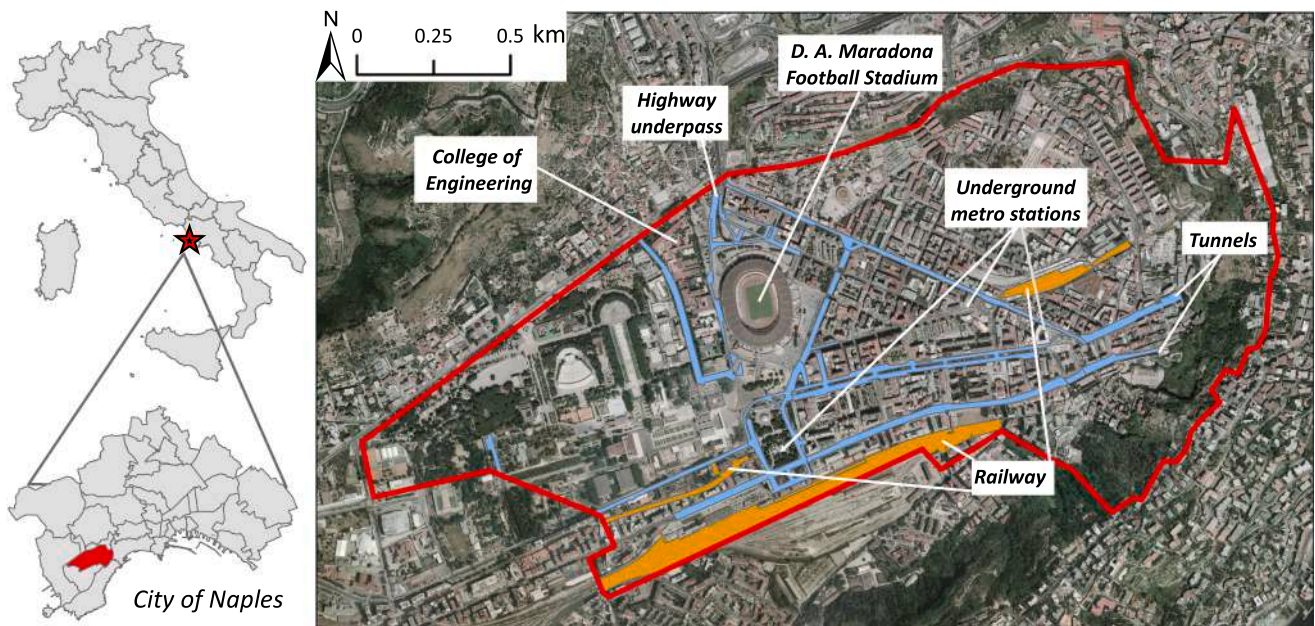 N
0 0.25 0.5 km
D. A. Maradona
Football Stadium
Highway
underpass
College of
Engineering
Underground
metro stations
Tunnels
Railway
City of Naples